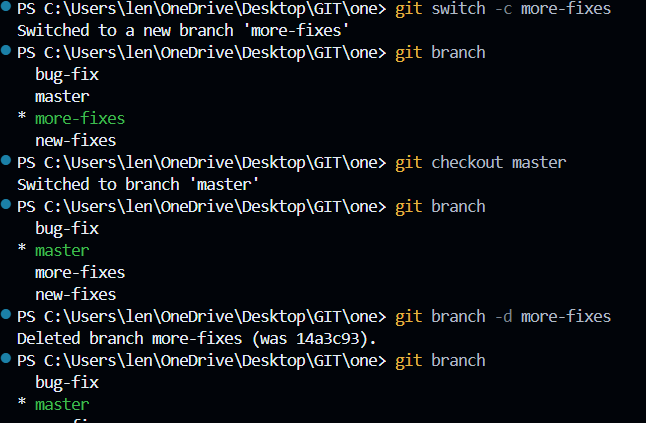 PS C:\Users\len\OneDrive\Desktop\GIT\one> git switch -c more-fixes
Switched to a new branch 'more-fixes'
PS C:\Users\len\OneDrive\Desktop\GIT\one> git branch
bug-fix
master
* more-fixes
new-fixes
PS C:\Users\len\OneDrive\Desktop\GIT\one> git checkout master
Switched to branch 'master'
PS C:\Users\len\OneDrive\Desktop\GIT\one> git branch
bug-fix
* master
more-fixes
new-fixes
PS C:\Users\len\OneDrive\Desktop\GIT\one> git branch -d more-fixes
Deleted branch more-fixes (was 14a3c93).
PS C:\Users\len\OneDrive\Desktop\GIT\one> git branch
bug-fix
* master